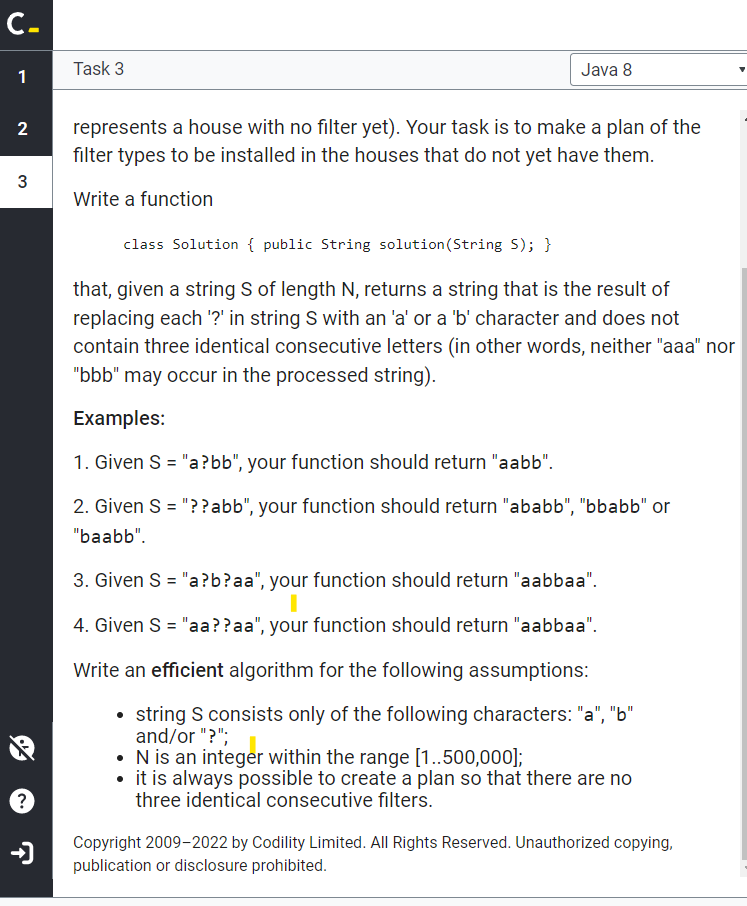 C_
1
2
3
Task 3
Java 8
represents a house with no filter yet). Your task is to make a plan of the
filter types to be installed in the houses that do not yet have them.
Write a function
class Solution { public String solution(String S); }
that, given a string S of length N, returns a string that is the result of
replacing each '?' in string S with an 'a' or a 'b' character and does not
contain three identical consecutive letters (in other words, neither "aaa" nor
"bbb" may occur in the processed string).
Examples:
1. Given S = "a?bb", your function should return "aabb".
2. Given S = "??abb", your function should return "ababb", "bbabb" or
"baabb".
3. Given S = "a?b?aa", your function should return "aabbaa".
4. Given S = "aa??aa", your function should return "aabbaa".
Write an efficient algorithm for the following assumptions:
• string S consists only of the following characters: "a", "b"
and/or "?";
• N is an integer within the range [1..500,000];
• it is always possible to create a plan so that there are no
three identical consecutive filters.
?
Copyright 2009–2022 by Codility Limited. All Rights Reserved. Unauthorized copying,
publication or disclosure prohibited.